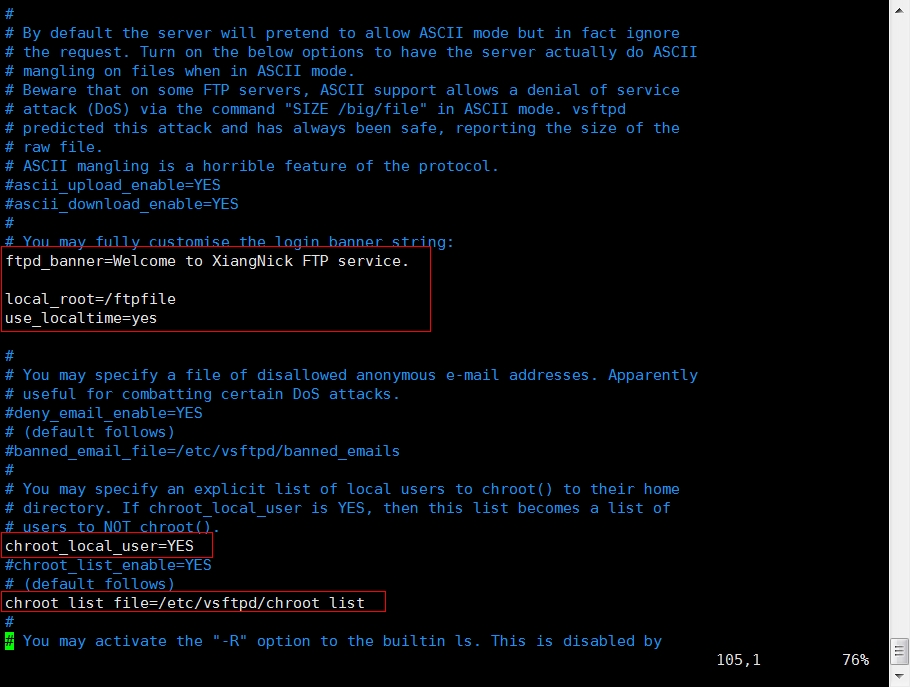 #
# By default the server will pretend to allow ASCII mode but in fact ignore
# the request. Turn on the below options to have the server actually do ASCII
# mangling on files when in ASCII mode.
# Beware that on some FTP servers, ASCII support allows a denial of service
# attack (DoS) via the command "SIZE /big/file" in ASCII mode. vsftpd
# predicted this attack and has always been safe, reporting the size of the
# raw file.
# ASCII mangling is a horrible feature of the protocol.
#ascii_upload_enable=YES
#ascii_download_enable=YES
#
# You may fully customise the login banner string:
ftpd_banner=Welcome to XiangNick FTP service.
local_root=/ftpfile
use_localtime=yes
#
# You may specify a file of disallowed anonymous e-mail addresses. Apparently
# useful for combatting certain DoS attacks.
#deny_email_enable=YES
# (default follows)
#banned_email_file=/etc/vsftpd/banned_emails
#
# You may specify an explicit list of local users to chroot() to their home
# directory. If chroot_local_user is YES, then this list becomes a list of
# users to NOT chroot().
chroot_local_user=YES
#chroot_list_enable=YES
# (default follows)
chroot_list_file=/etc/vsftpd/chroot_list
#
# You may activate the "-R" option to the builtin ls. This is disabled by
105,1 76%